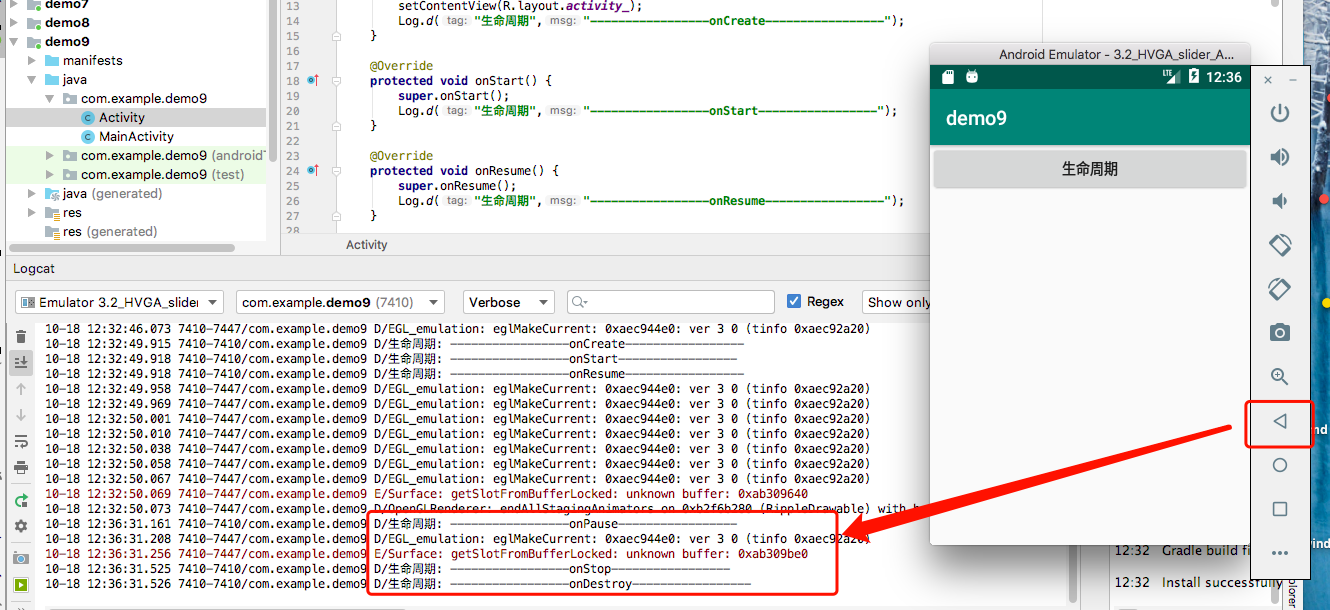 demo7
demo8
demo9
manifests
java
com.example.demo9
Activity
MainActivity
com.example.demo9 (androidT
com.example.demo9 (test)
java (generated)
res
res (generated)
13 setContentView(R.layout.activity_);
14 Log.d( tag: "生命周期", msg: "—————————————————onCreate—————————————————");
15 }
16
17 @Override
18 protected void onStart() {
19 super.onStart();
20 Log.d( tag: "生命周期", msg: "—————————————————onStart—————————————————");
21 }
22
23 @Override
24 protected void onResume() {
25 super.onResume();
26 Log.d( tag: "生命周期", msg: "—————————————————onResume—————————————————");
27 }
28
Activity
Logcat
Emulator 3.2_HVGA_slider
com.example.demo9 (7410)
Verbose
Regex
Show only
10-18 12:32:46.073 7410-7447/com.example.demo9 D/EGL_emulation: eglMakeCurrent: 0xaec944e0: ver 3 0 (tinfo 0xaec92a20)
10-18 12:32:49.915 7410-7410/com.example.demo9 D/生命周期: —————————————————onCreate—————————————————
10-18 12:32:49.918 7410-7410/com.example.demo9 D/生命周期: —————————————————onStart—————————————————
10-18 12:32:49.918 7410-7410/com.example.demo9 D/生命周期: —————————————————onResume—————————————————
10-18 12:32:49.958 7410-7447/com.example.demo9 D/EGL_emulation: eglMakeCurrent: 0xaec944e0: ver 3 0 (tinfo 0xaec92a20)
10-18 12:32:49.969 7410-7447/com.example.demo9 D/EGL_emulation: eglMakeCurrent: 0xaec944e0: ver 3 0 (tinfo 0xaec92a20)
10-18 12:32:50.001 7410-7447/com.example.demo9 D/EGL_emulation: eglMakeCurrent: 0xaec944e0: ver 3 0 (tinfo 0xaec92a20)
10-18 12:32:50.010 7410-7447/com.example.demo9 D/EGL_emulation: eglMakeCurrent: 0xaec944e0: ver 3 0 (tinfo 0xaec92a20)
10-18 12:32:50.038 7410-7447/com.example.demo9 D/EGL_emulation: eglMakeCurrent: 0xaec944e0: ver 3 0 (tinfo 0xaec92a20)
10-18 12:32:50.058 7410-7447/com.example.demo9 D/EGL_emulation: eglMakeCurrent: 0xaec944e0: ver 3 0 (tinfo 0xaec92a20)
10-18 12:32:50.067 7410-7447/com.example.demo9 D/EGL_emulation: eglMakeCurrent: 0xaec944e0: ver 3 0 (tinfo 0xaec92a20)
10-18 12:32:50.069 7410-7447/com.example.demo9 E/Surface: getSlotFromBufferLocked: unknown buffer: 0xab309640
10-18 12:32:50.069 7410-7447/com.example.demo9 D/OpenGLRenderer: endAllStagingAnimators on 0xb2f6b280 (RippleDrawable) with h
10-18 12:36:31.161 7410-7410/com.example.demo9 D/生命周期: —————————————————onPause—————————————————
10-18 12:36:31.208 7410-7447/com.example.demo9 D/EGL_emulation: eglMakeCurrent: 0xaec944e0: ver 3 0 (tinfo 0xaec92a20)
10-18 12:36:31.256 7410-7447/com.example.demo9 E/Surface: getSlotFromBufferLocked: unknown buffer: 0xab309be0
10-18 12:36:31.525 7410-7410/com.example.demo9 D/生命周期: —————————————————onStop—————————————————
10-18 12:36:31.526 7410-7410/com.example.demo9 D/生命周期: —————————————————onDestroy—————————————————
Android Emulator - 3.2_HVGA_slider_A...
LTE
12:36
demo9
生命周期
12:32 Gradle build fi
12:32 Install successfully